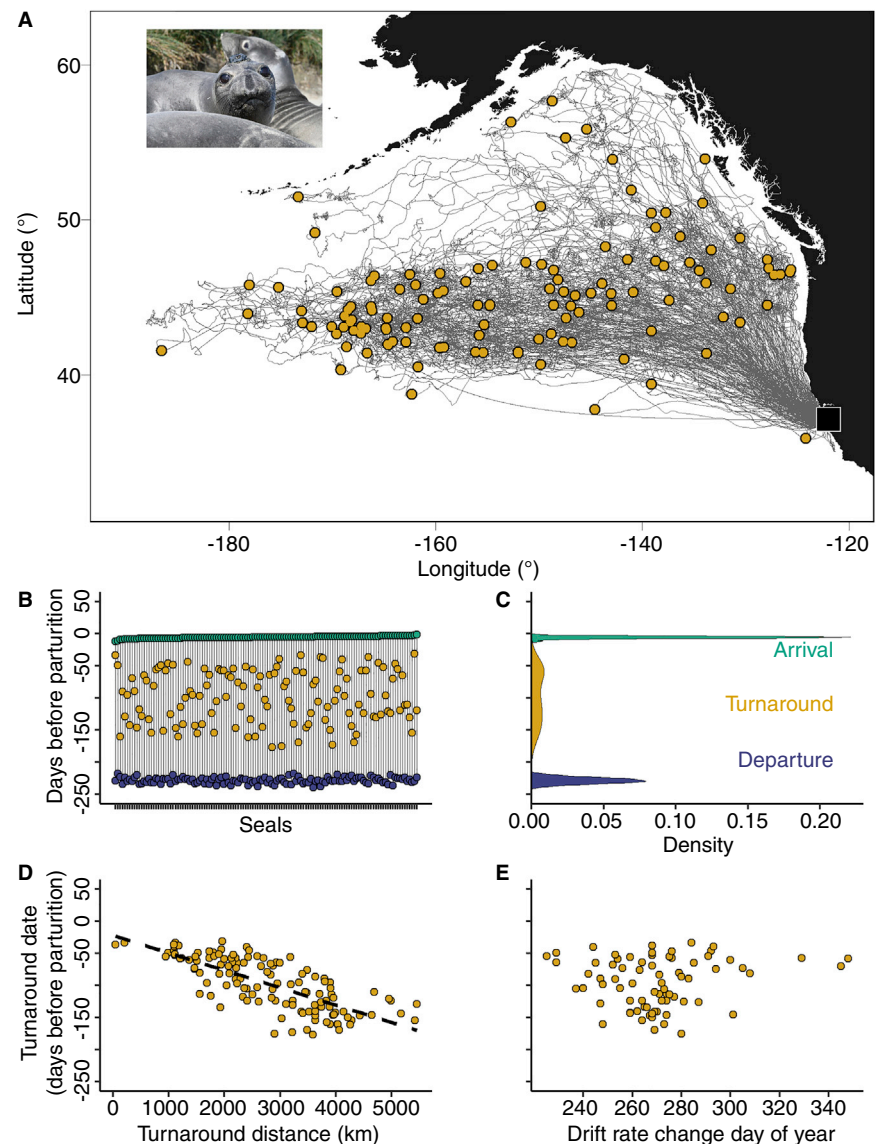 A
60
50
40
Latitude (°)
-180
-160
-140
-120
Longitude (°)
B
50
0
-50
-150
-250
Days before parturition
Seals
C
Arrival
Turnaround
Departure
0.00
0.05
0.10
0.15
0.20
Density
D
50
0
-50
-150
-250
Turnaround date
(days before parturition)
0
1000
2000
3000
4000
5000
Turnaround distance (km)
E
240
260
280
300
320
340
Drift rate change day of year